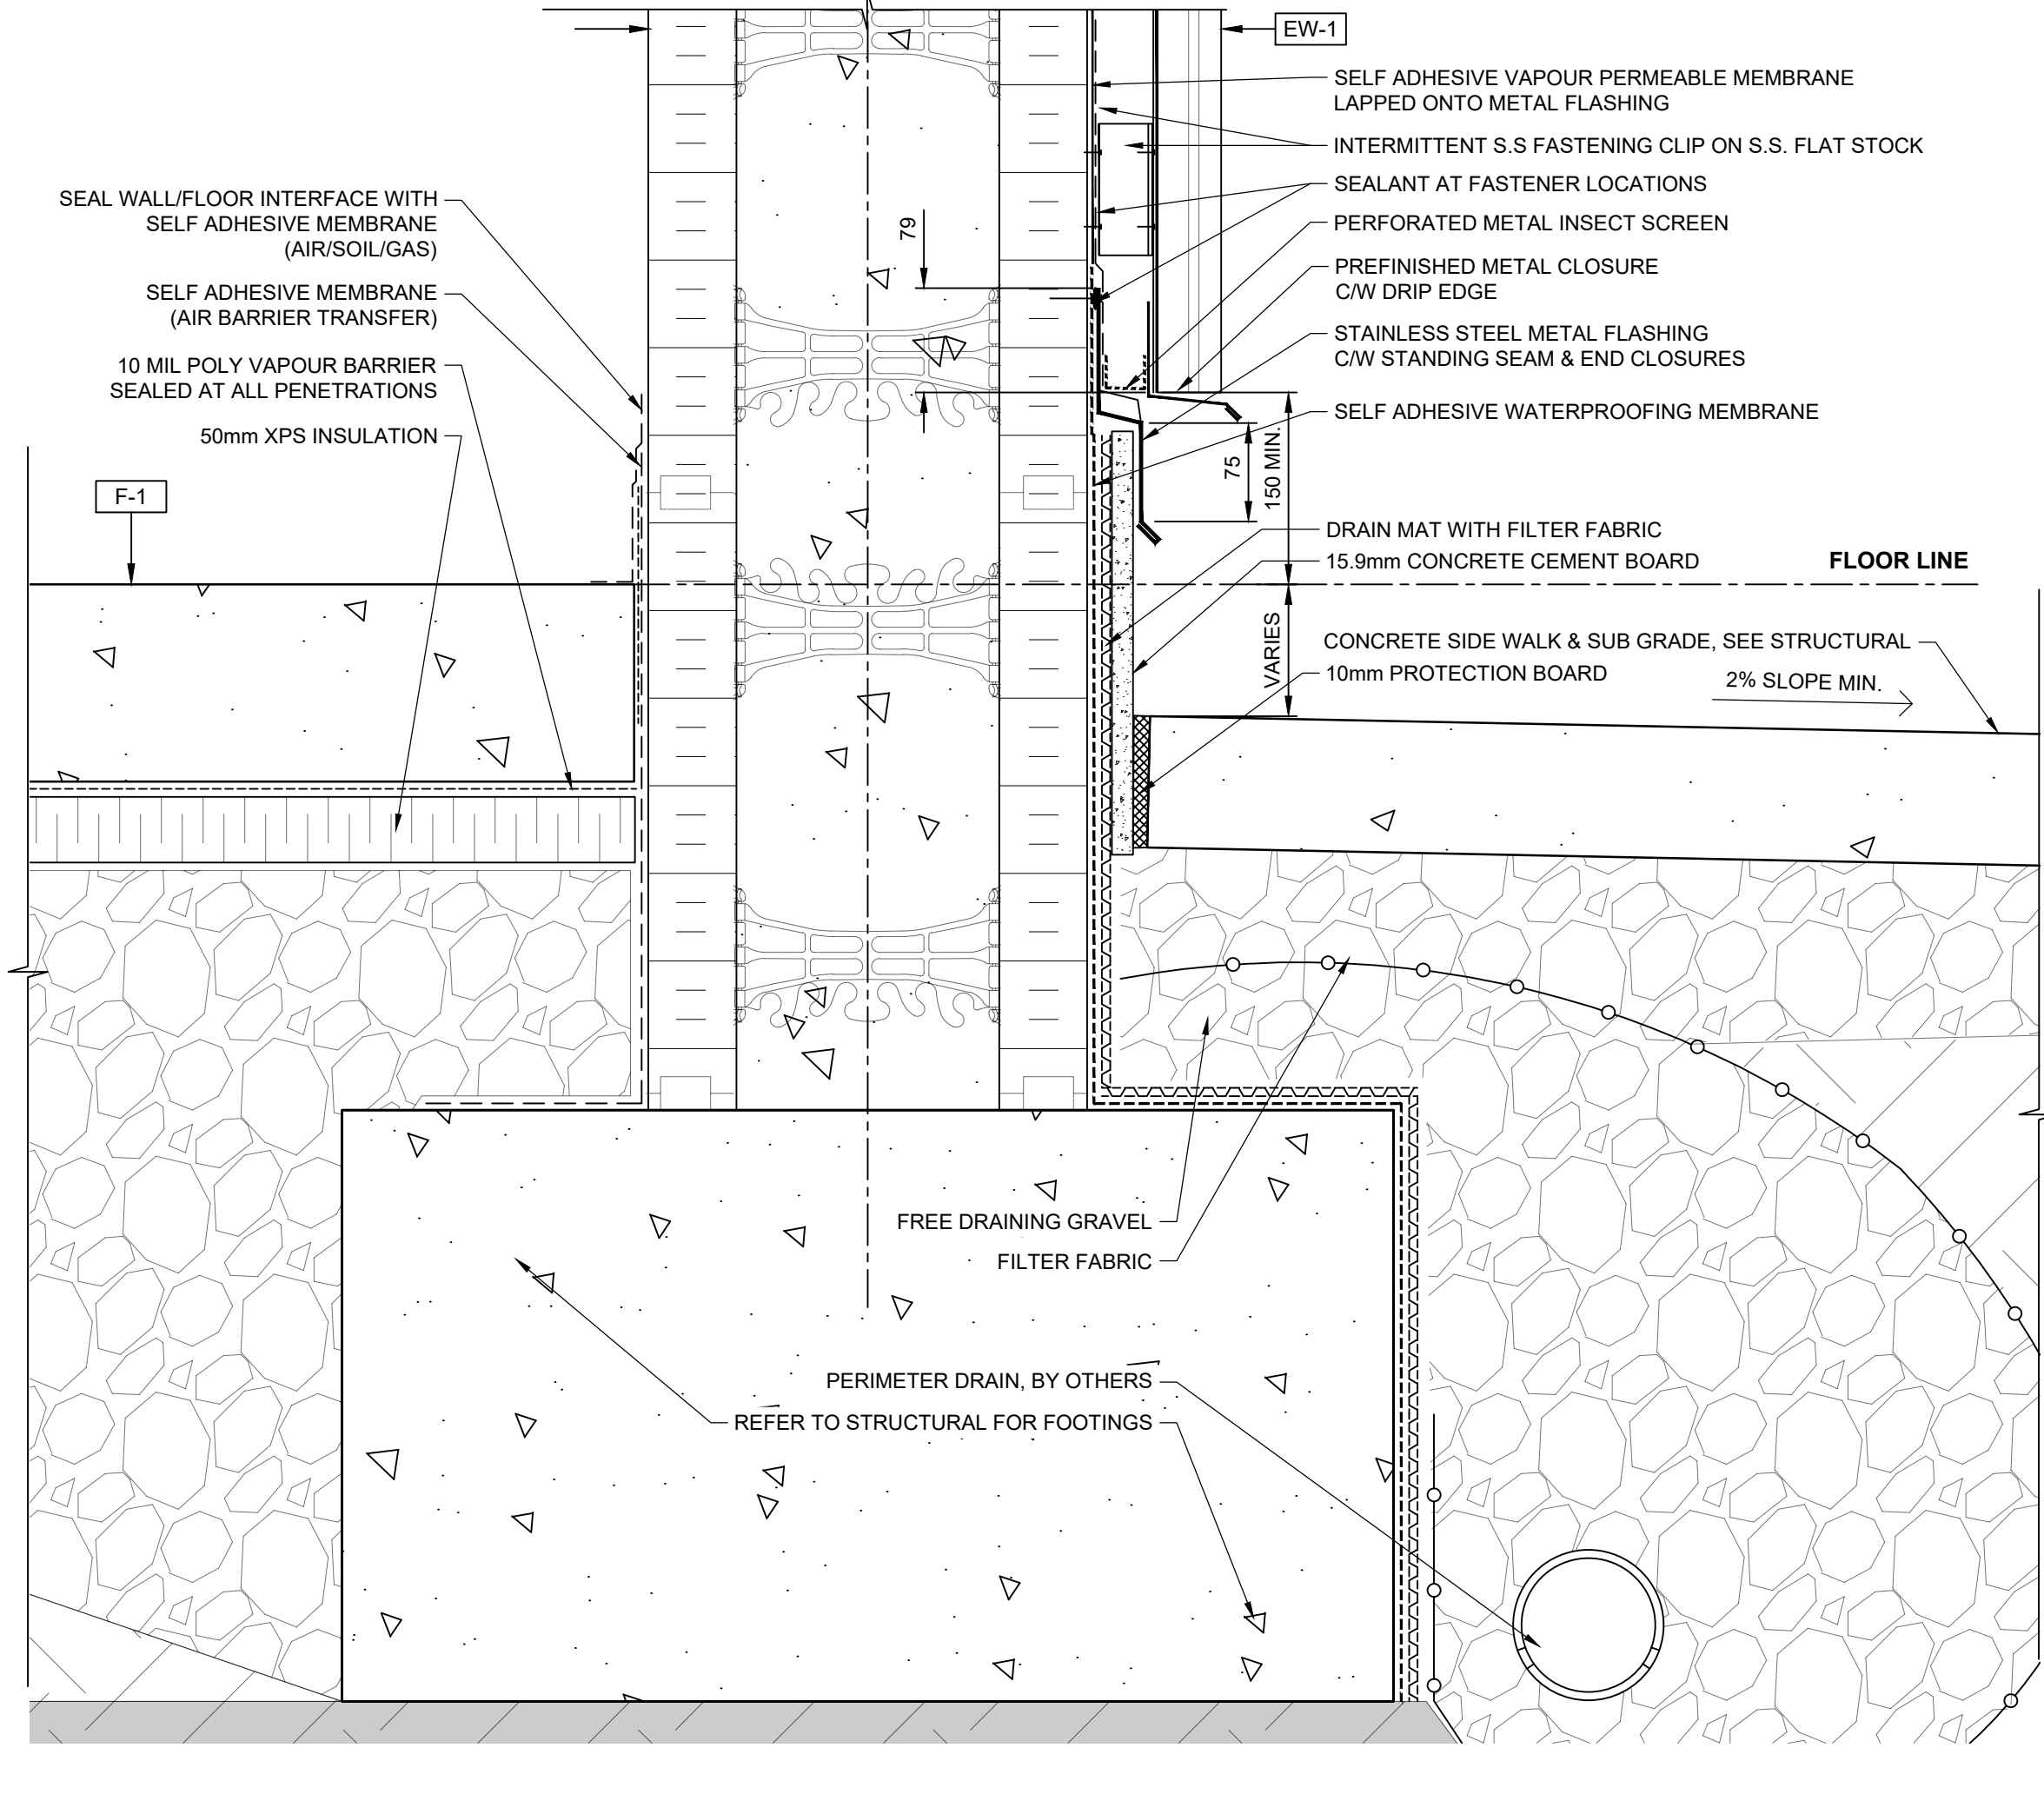 EW-1
SELF ADHESIVE VAPOUR PERMEABLE MEMBRANE
LAPPED ONTO METAL FLASHING
INTERMITTENT S.S FASTENING CLIP ON S.S. FLAT STOCK
SEALANT AT FASTENER LOCATIONS
PERFORATED METAL INSECT SCREEN
PREFINISHED METAL CLOSURE
C/W DRIP EDGE
STAINLESS STEEL METAL FLASHING
C/W STANDING SEAM & END CLOSURES
SELF ADHESIVE WATERPROOFING MEMBRANE
SEAL WALL/FLOOR INTERFACE WITH
SELF ADHESIVE MEMBRANE
(AIR/SOIL/GAS)
SELF ADHESIVE MEMBRANE
(AIR BARRIER TRANSFER)
10 MIL POLY VAPOUR BARRIER
SEALED AT ALL PENETRATIONS
50mm XPS INSULATION
F-1
79
75
150 MIN.
VARIES
DRAIN MAT WITH FILTER FABRIC
15.9mm CONCRETE CEMENT BOARD
FLOOR LINE
CONCRETE SIDE WALK & SUB GRADE, SEE STRUCTURAL
10mm PROTECTION BOARD
2% SLOPE MIN.
FREE DRAINING GRAVEL
FILTER FABRIC
PERIMETER DRAIN, BY OTHERS
REFER TO STRUCTURAL FOR FOOTINGS